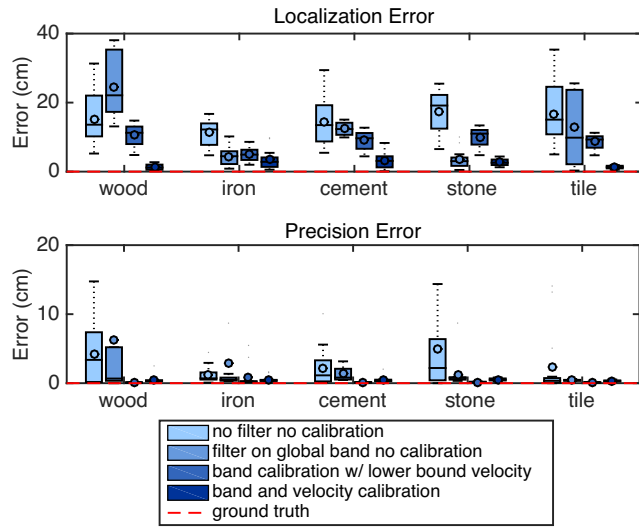 Localization Error
40
20
0
Error (cm)
wood iron cement stone tile
Precision Error
20
10
0
Error (cm)
wood iron cement stone tile
no filter no calibration
filter on global band no calibration
band calibration w/ lower bound velocity
band and velocity calibration
ground truth